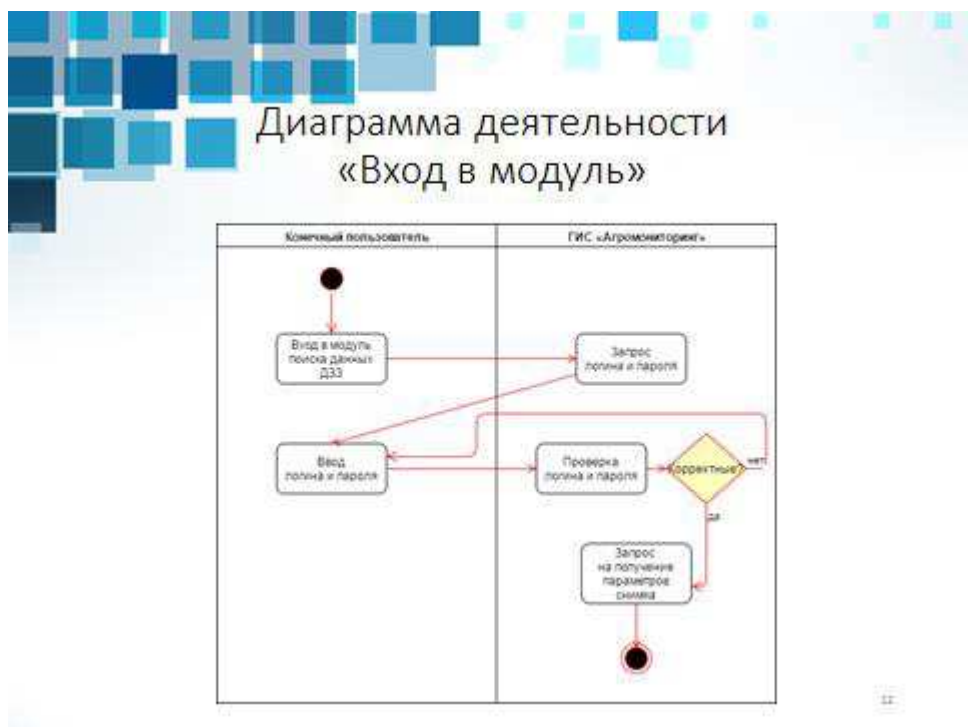 Диаграмма деятельности
«Вход в модуль»
Конечный пользователь
ГИС «Агромониторинг»
Вход в модуль
поиска данных
ДЗЗ
Запрос
логина и пароля
Ввод
логина и пароля
Проверка
логина и пароля
Корректные?
нет
да
Запрос
на получение
параметров
снимка
12